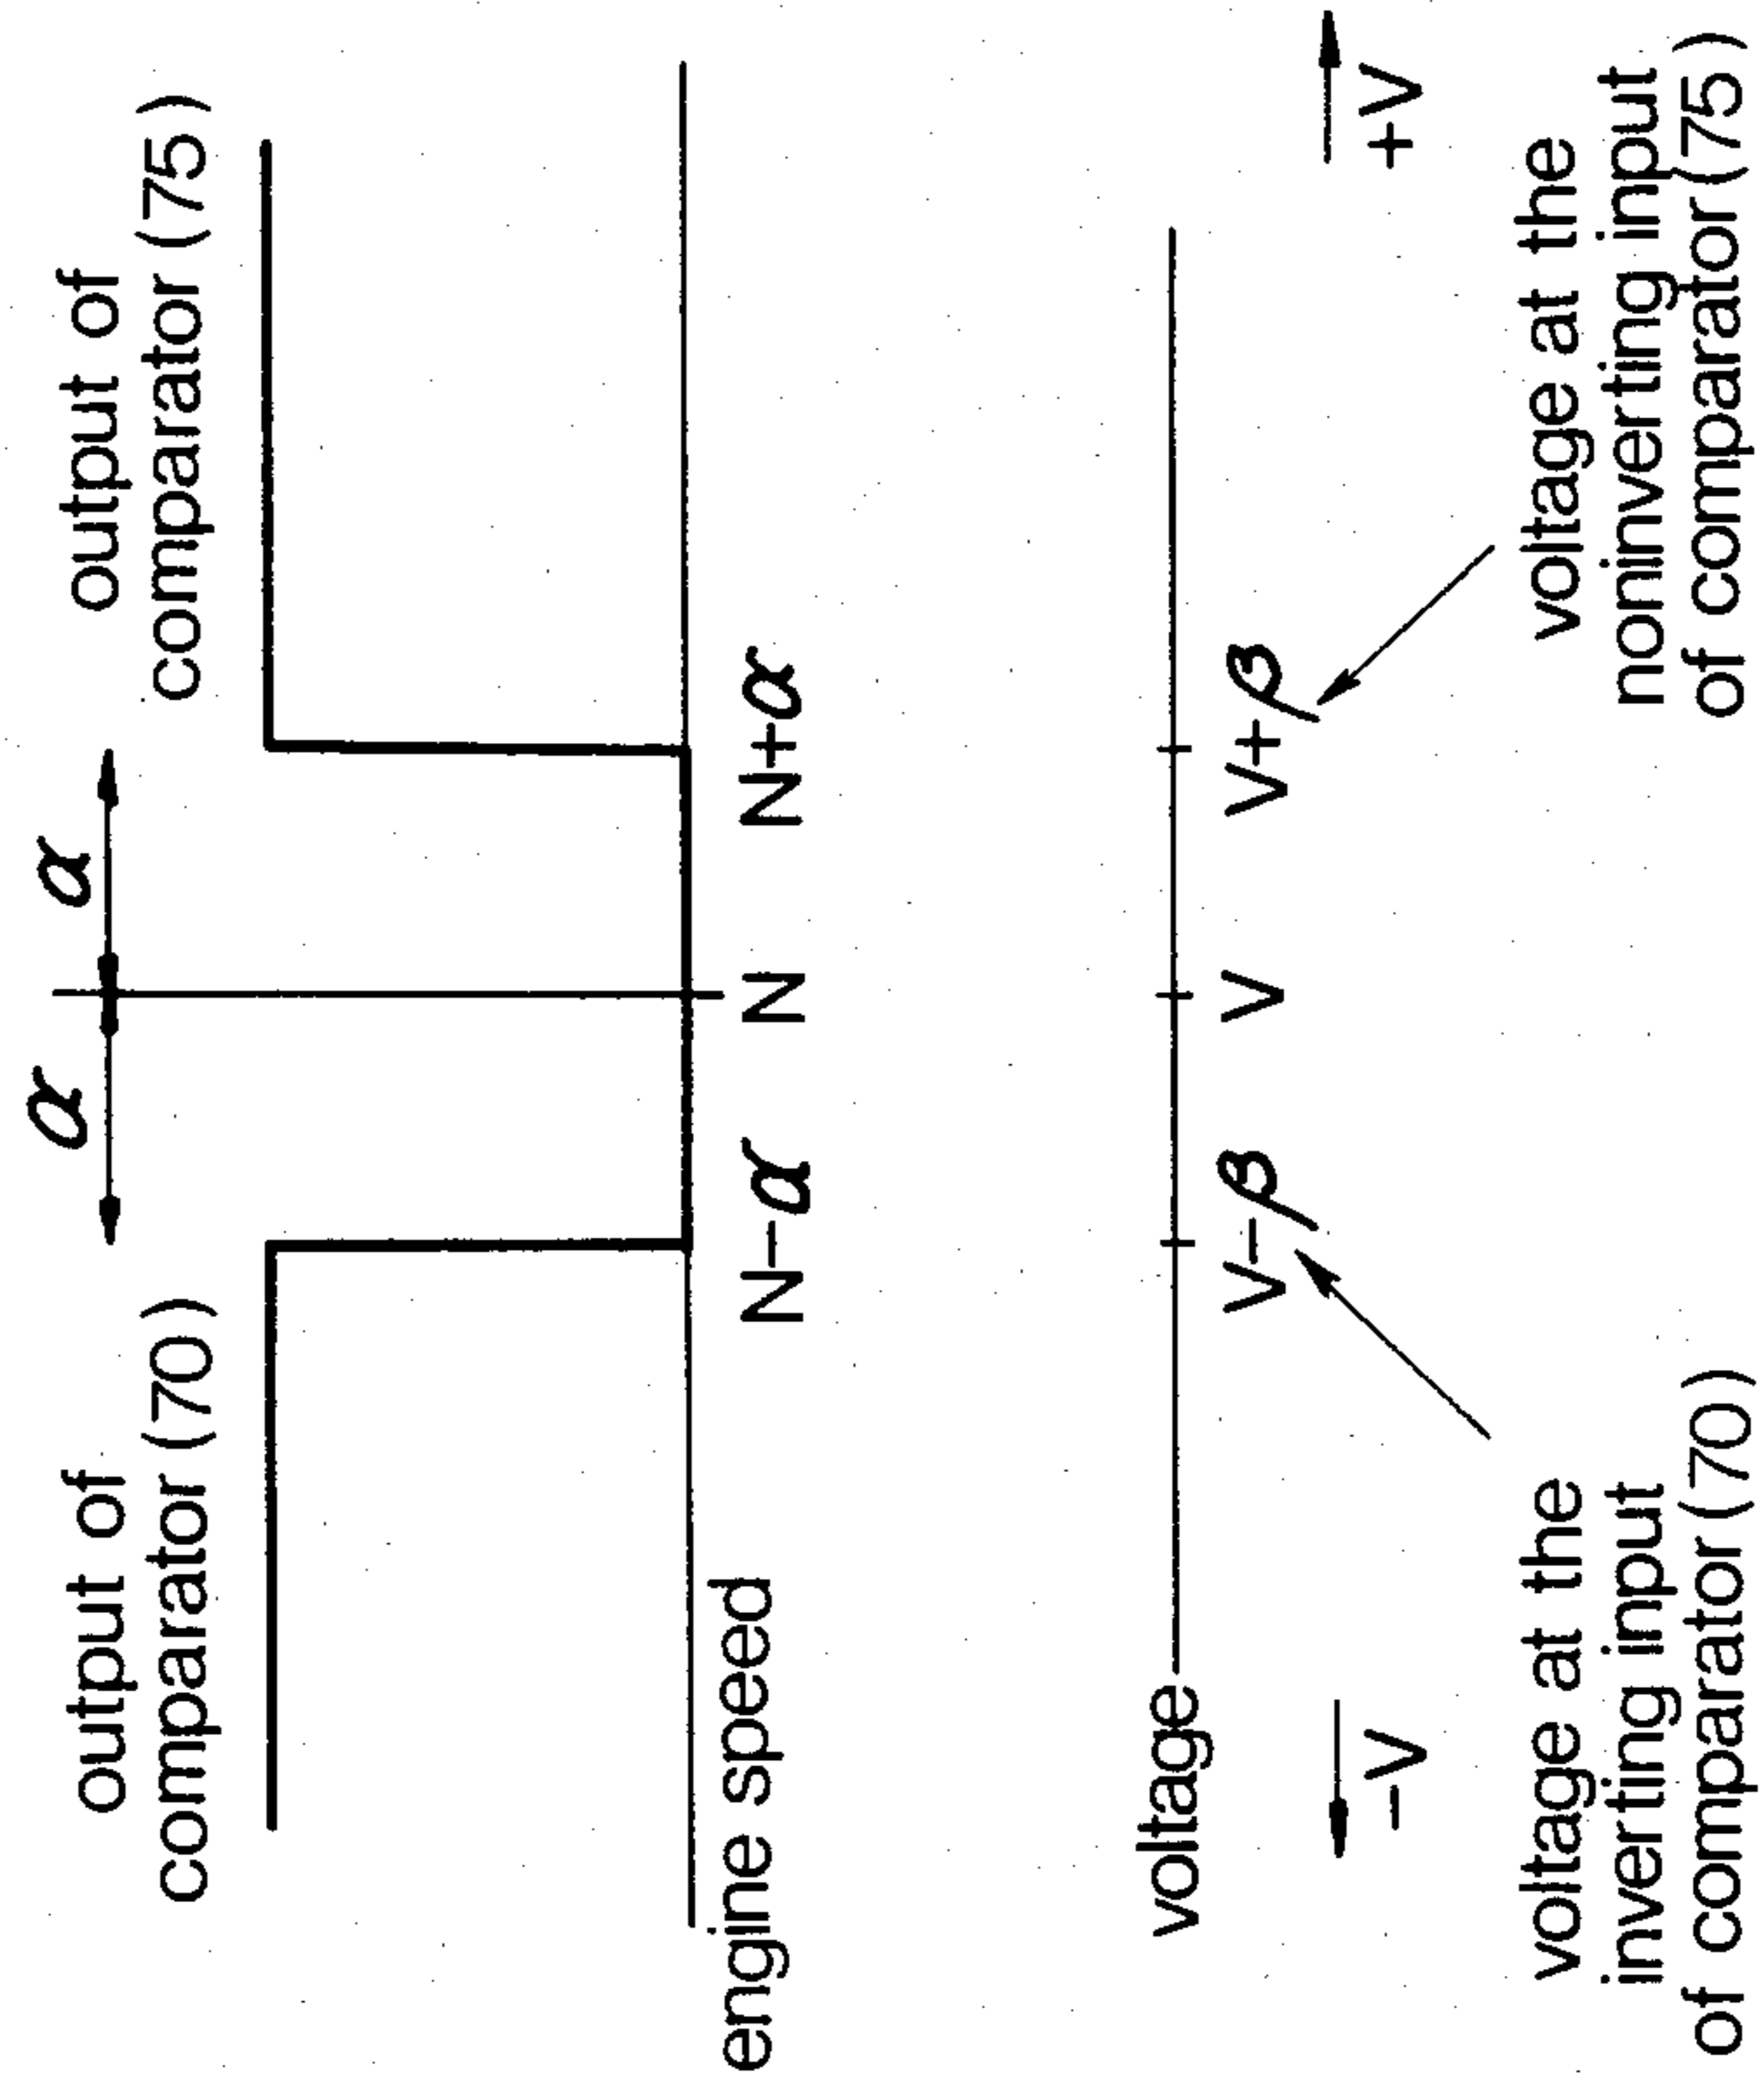 output of
comparator (70)
α
α
output of
comparator (75)
engine speed
N-α
N
N+α
voltage
V-β
V
V+β
-V
+V
voltage at the
inverting input
of comparator (70)
voltage at the
noninverting input
of comparator (75)